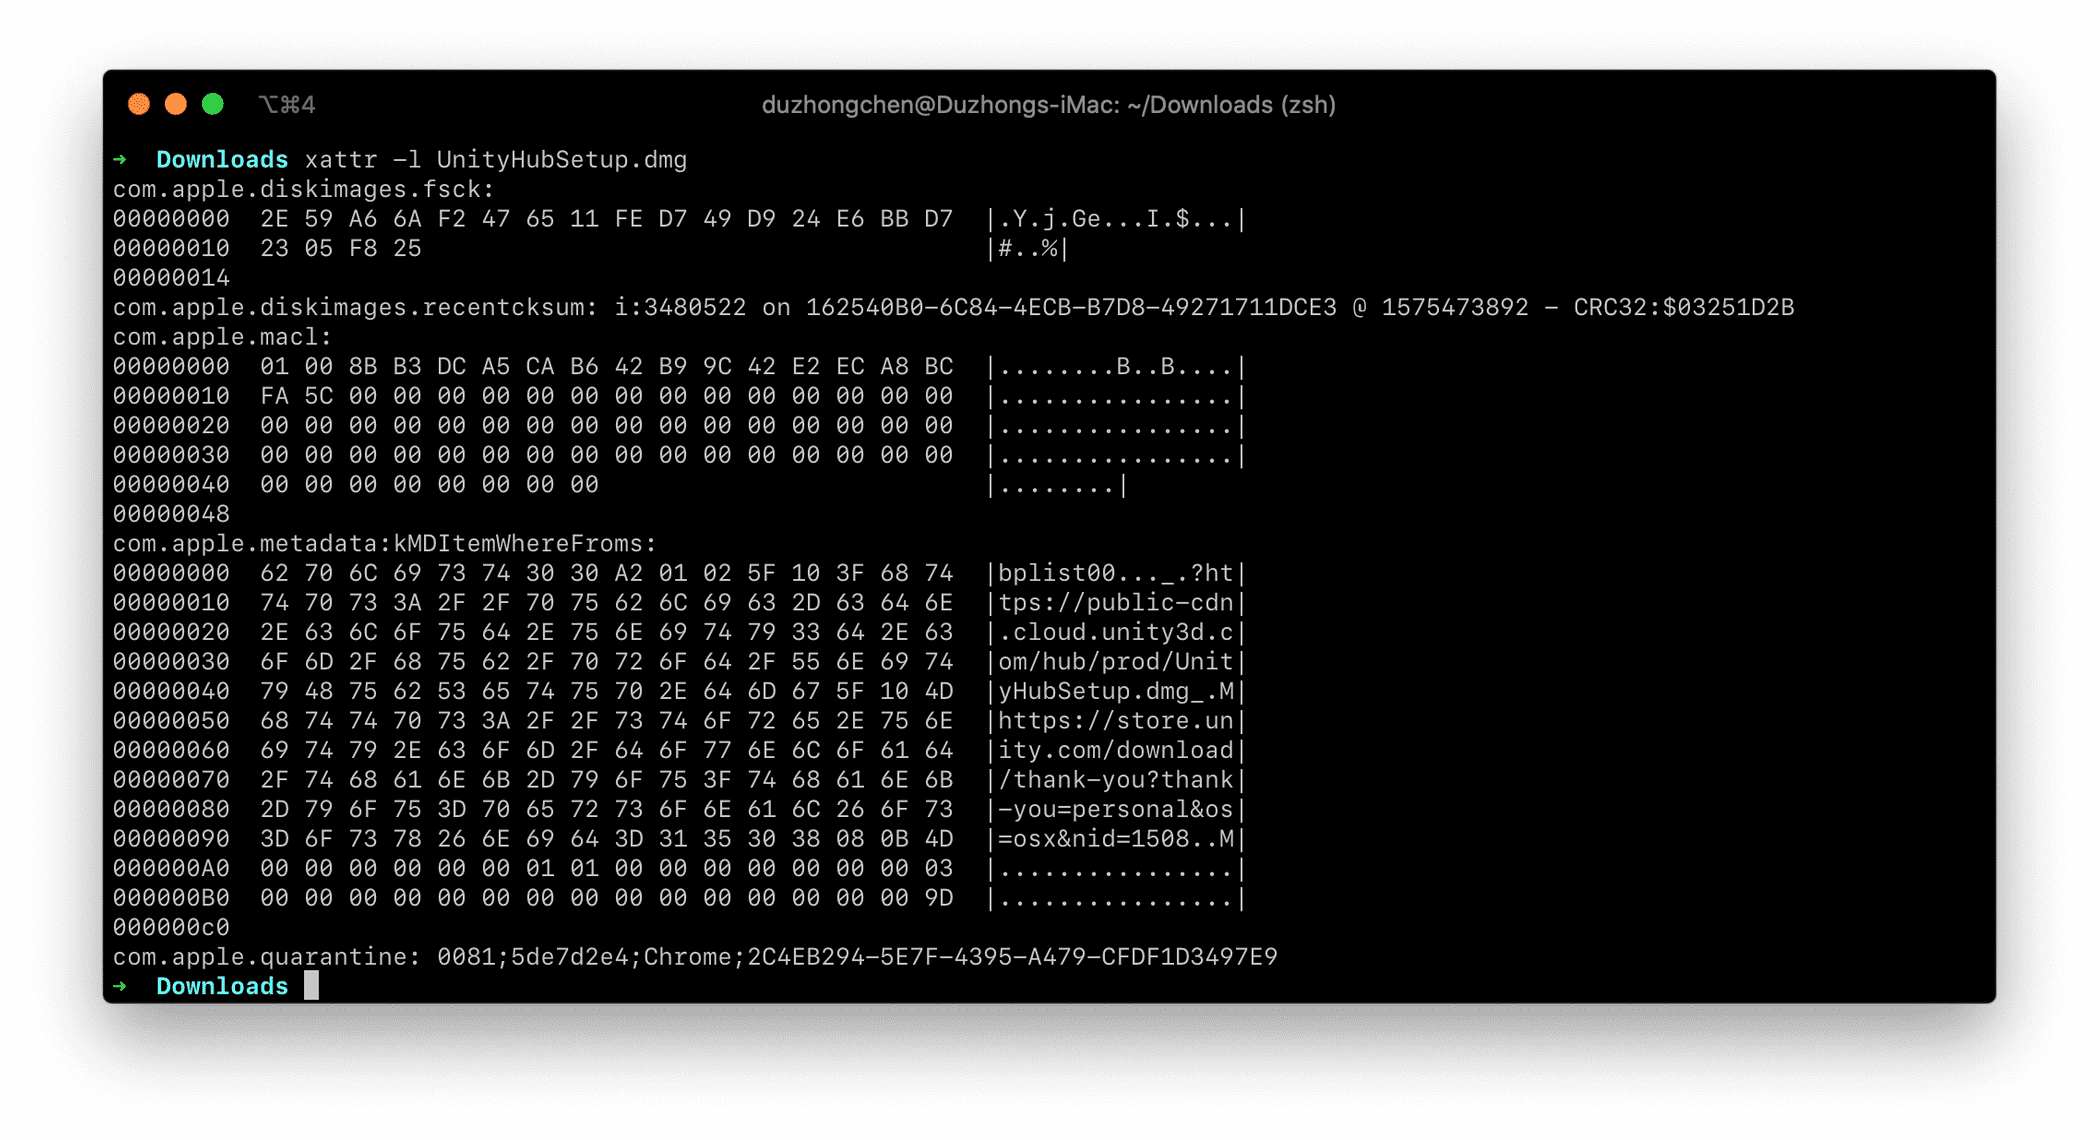 ⌥⌘4
duzhongchen@Duzhongs-iMac: ~/Downloads (zsh)
➜  Downloads xattr -l UnityHubSetup.dmg
com.apple.diskimages.fsck:
00000000  2E 59 A6 6A F2 47 65 11 FE D7 49 D9 24 E6 BB D7  |.Y.j.Ge...I.$...|
00000010  23 05 F8 25                                      |#..%|
00000014
com.apple.diskimages.recentcksum: i:3480522 on 162540B0-6C84-4ECB-B7D8-49271711DCE3 @ 1575473892 - CRC32:$03251D2B
com.apple.macl:
00000000  01 00 8B B3 DC A5 CA B6 42 B9 9C 42 E2 EC A8 BC  |........B..B....|
00000010  FA 5C 00 00 00 00 00 00 00 00 00 00 00 00 00 00  |................|
00000020  00 00 00 00 00 00 00 00 00 00 00 00 00 00 00 00  |................|
00000030  00 00 00 00 00 00 00 00 00 00 00 00 00 00 00 00  |................|
00000040  00 00 00 00 00 00 00 00                          |........|
00000048
com.apple.metadata:kMDItemWhereFroms:
00000000  62 70 6C 69 73 74 30 30 A2 01 02 5F 10 3F 68 74  |bplist00..._.?ht|
00000010  74 70 73 3A 2F 2F 70 75 62 6C 69 63 2D 63 64 6E  |tps://public-cdn|
00000020  2E 63 6C 6F 75 64 2E 75 6E 69 74 79 33 64 2E 63  |.cloud.unity3d.c|
00000030  6F 6D 2F 68 75 62 2F 70 72 6F 64 2F 55 6E 69 74  |om/hub/prod/Unit|
00000040  79 48 75 62 53 65 74 75 70 2E 64 6D 67 5F 10 4D  |yHubSetup.dmg_.M|
00000050  68 74 74 70 73 3A 2F 2F 73 74 6F 72 65 2E 75 6E  |https://store.un|
00000060  69 74 79 2E 63 6F 6D 2F 64 6F 77 6E 6C 6F 61 64  |ity.com/download|
00000070  2F 74 68 61 6E 6B 2D 79 6F 75 3F 74 68 61 6E 6B  |/thank-you?thank|
00000080  2D 79 6F 75 3D 70 65 72 73 6F 6E 61 6C 26 6F 73  |-you=personal&os|
00000090  3D 6F 73 78 26 6E 69 64 3D 31 35 30 38 08 0B 4D  |=osx&nid=1508..M|
000000A0  00 00 00 00 00 00 01 01 00 00 00 00 00 00 00 03  |................|
000000B0  00 00 00 00 00 00 00 00 00 00 00 00 00 00 00 9D  |................|
000000c0
com.apple.quarantine: 0081;5de7d2e4;Chrome;2C4EB294-5E7F-4395-A479-CFDF1D3497E9
➜  Downloads